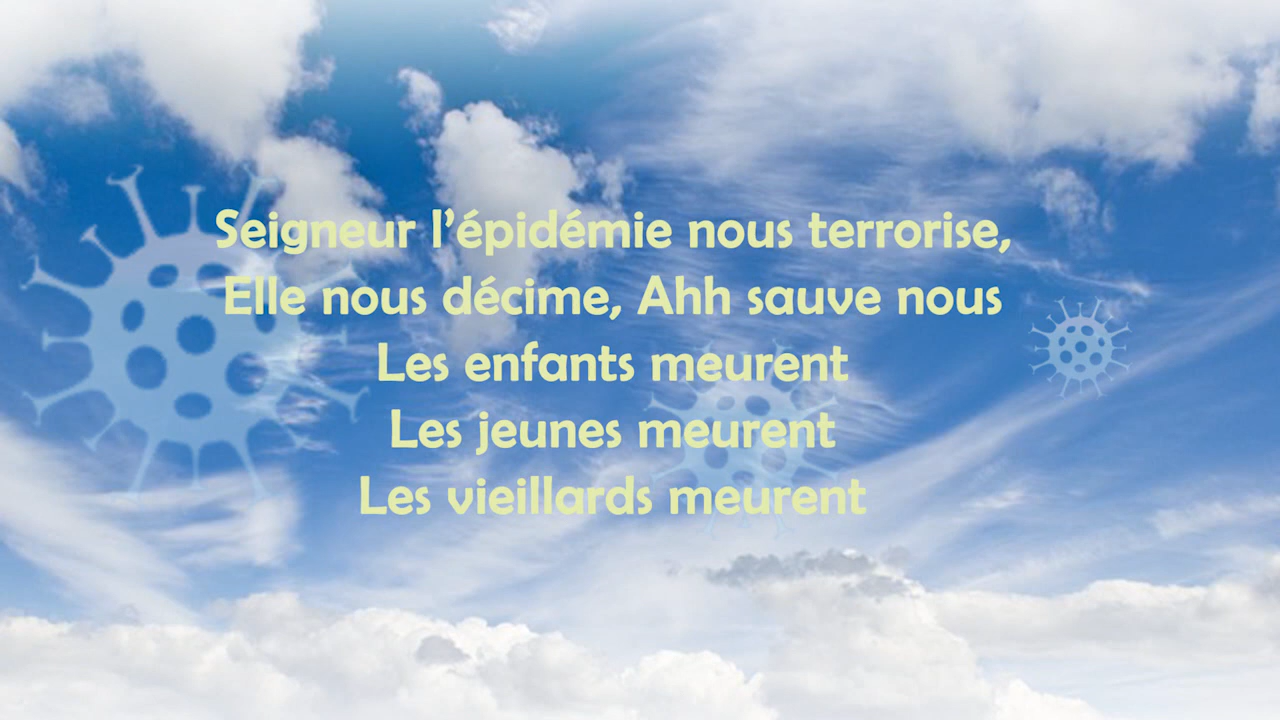 Seigneur l’épidémie nous terrorise,
Elle nous décime, Ahh sauve nous
Les enfants meurent
Les jeunes meurent
Les vieillards meurent